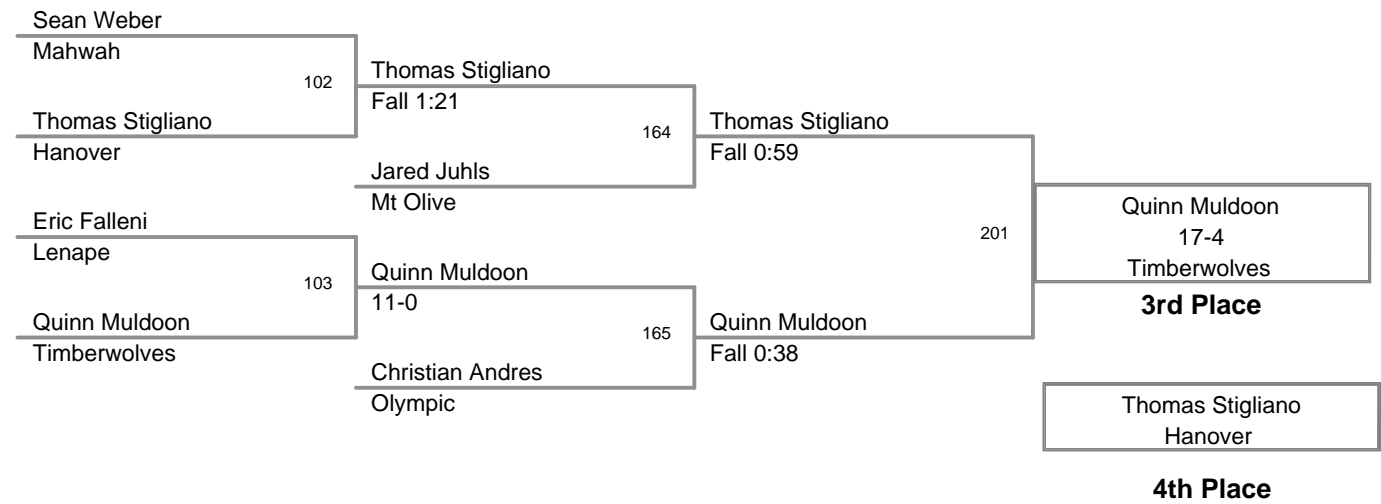 Sean Weber
Mahwah
102
Thomas Stigliano
Hanover
Thomas Stigliano
Fall 1:21
164
Jared Juhls
Mt Olive
Thomas Stigliano
Fall 0:59
Eric Falleni
Lenape
103
Quinn Muldoon
Timberwolves
Quinn Muldoon
11-0
165
Christian Andres
Olympic
Quinn Muldoon
Fall 0:38
201
Quinn Muldoon
17-4
Timberwolves
3rd Place
Thomas Stigliano
Hanover
4th Place